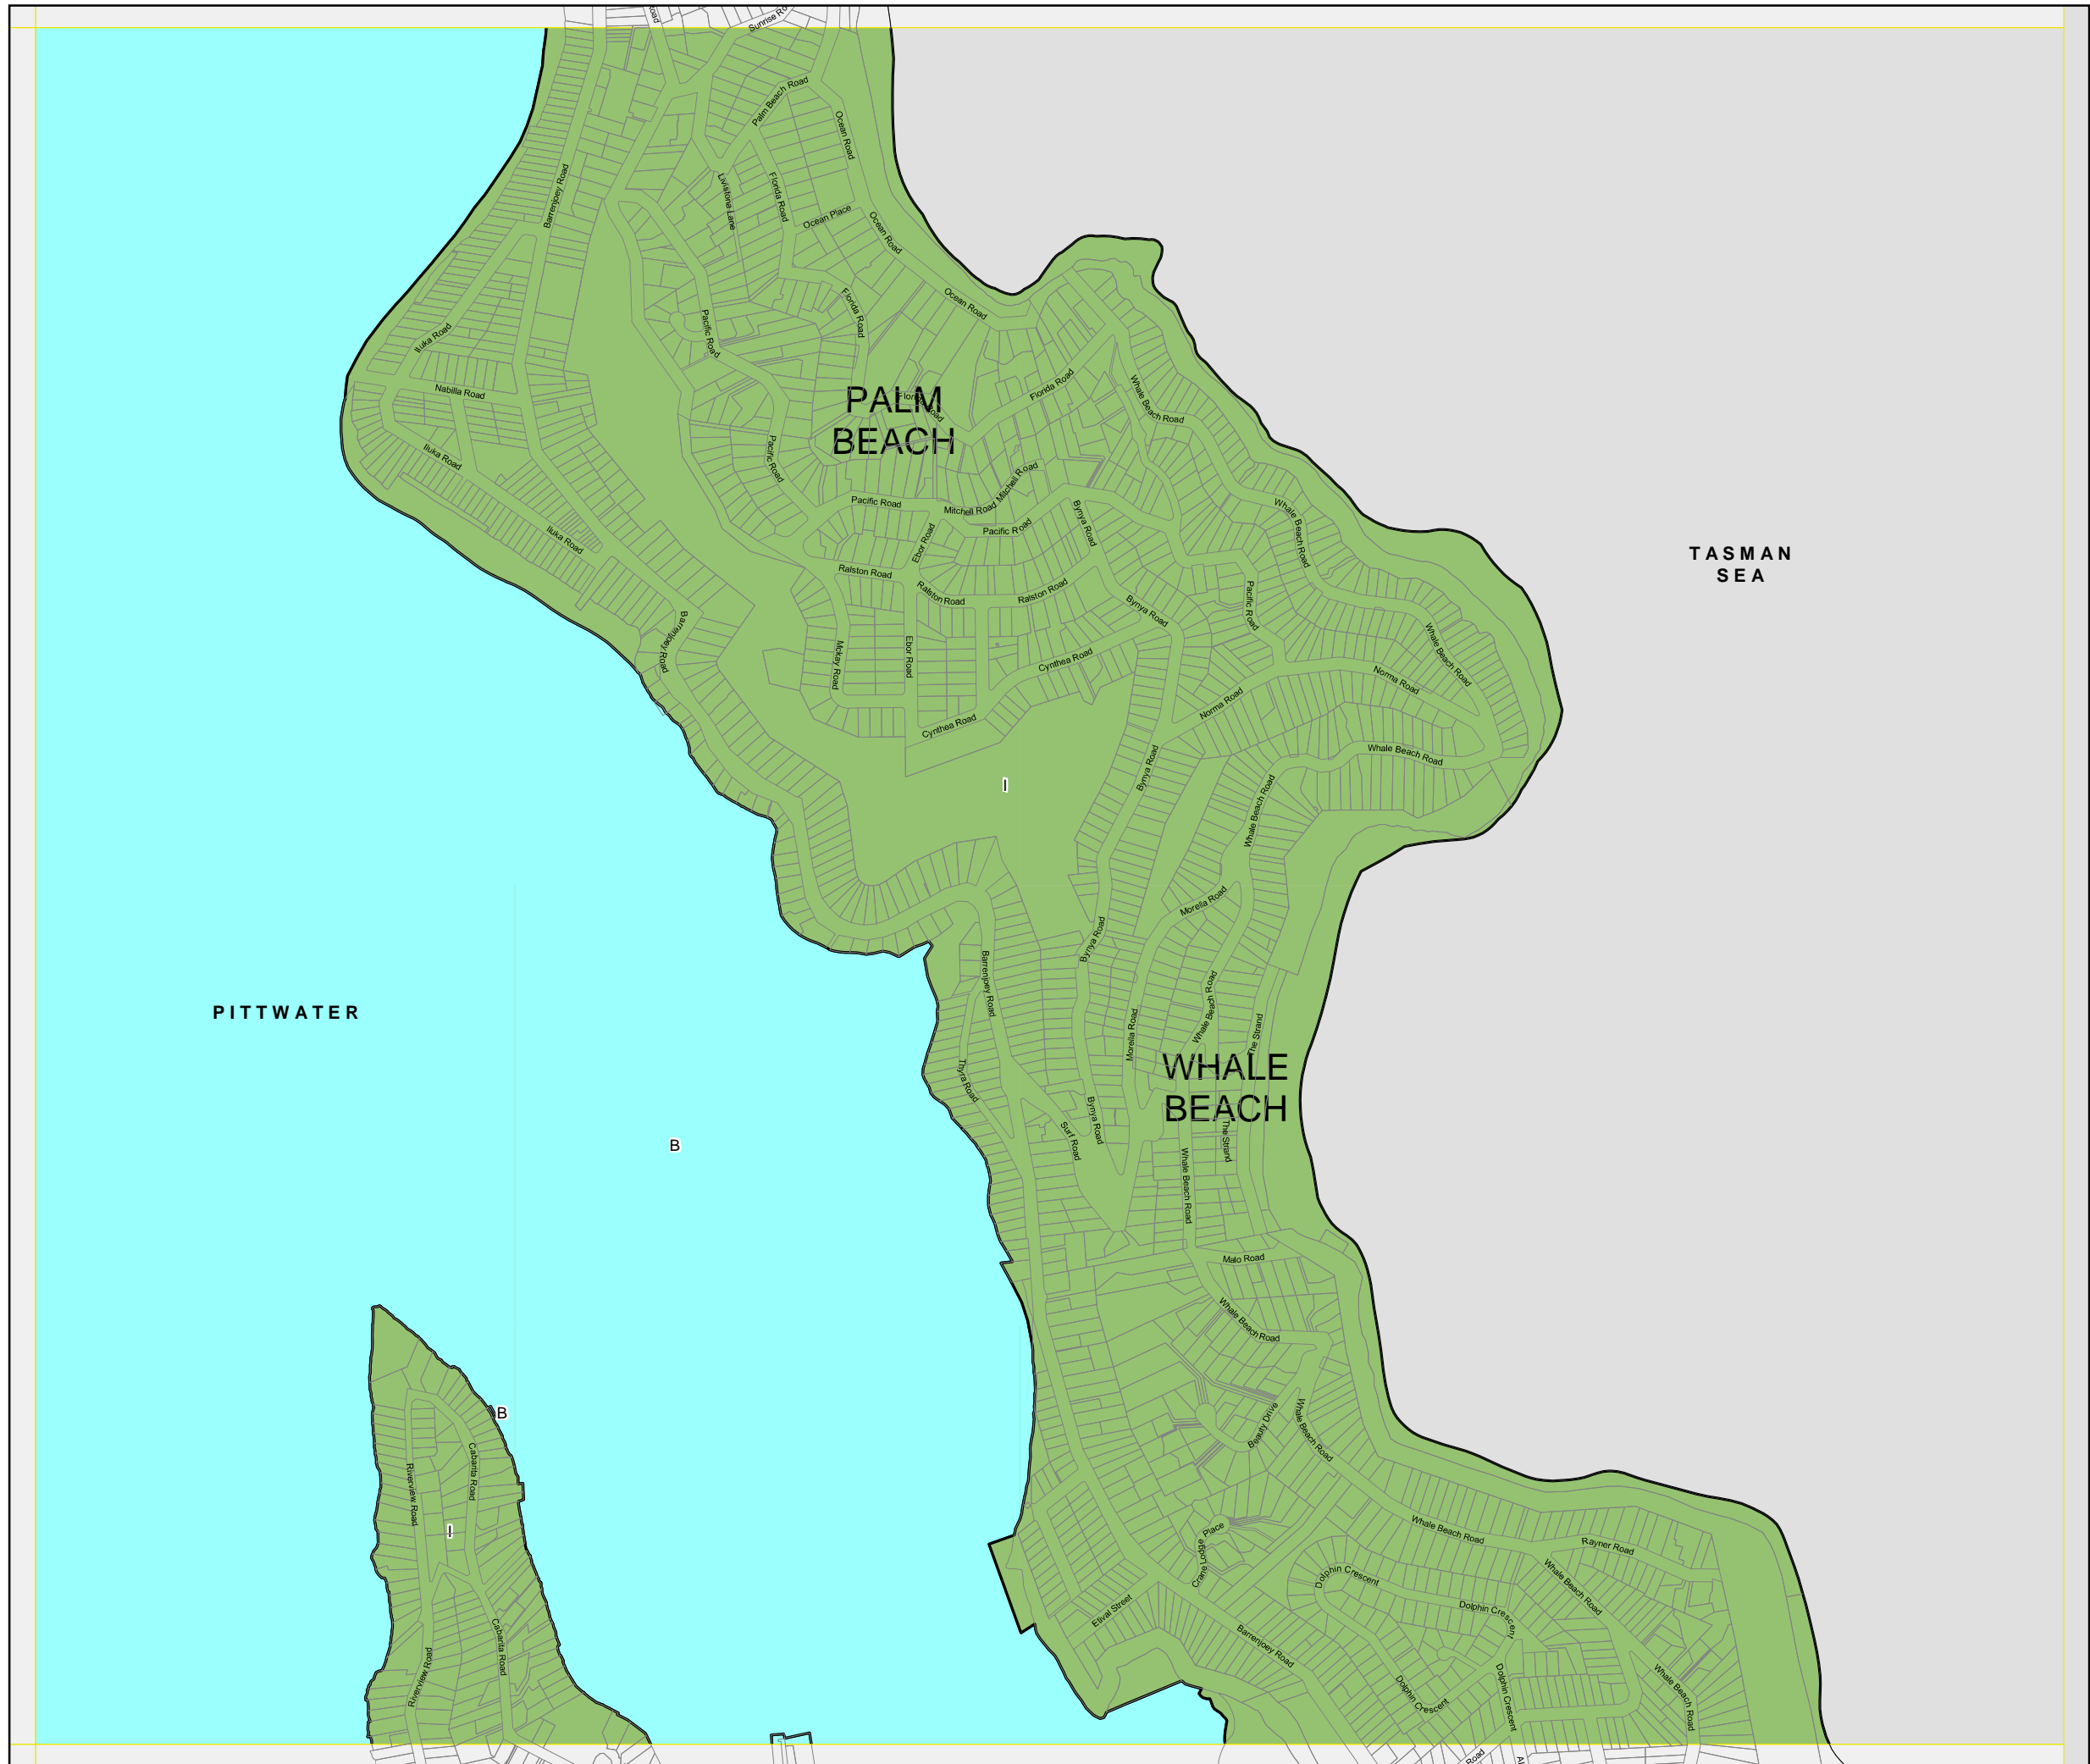 Road
Sunrise Ro
Palm Beach Road
Ocean Road
Barrenjoey Road
Livistona Lane
Florida Road
Ocean Place
Ocean Road
Ocean Road
Florida Road
Pacific Road
Iluka Road
Nabilla Road
PALM
BEACH
Florida Road
Florida Road
Whale Beach Road
Iluka Road
Pacific Road
Pacific Road
Mitchell Road
Mitchell Road
Pacific Road
Bynya Road
Whale Beach Road
Iluka Road
Ebor Road
TASMAN
SEA
Ralston Road
Ralston Road
Ralston Road
Bynya Road
Pacific Road
Barrenjoey Road
Mckay Road
Ebor Road
Cynthea Road
Whale Beach Road
Norma Road
Norma Road
Cynthea Road
Bynya Road
Whale Beach Road
I
Whale Beach Road
Morella Road
Bynya Road
Barrenjoey Road
Whale Beach Road
PITTWATER
Morella Road
The Strand
WHALE
BEACH
Thyra Road
Bynya Road
Surf Road
The Strand
B
Whale Beach Road
Malo Road
Whale Beach Road
B
Beauty Drive
Whale Beach Road
Cabarita Road
Riverview Road
I
Whale Beach Road
Place
Crane Lodge
Rayner Road
Dolphin Crescent
Whale Beach Road
Dolphin Crescent
Etival Street
Barrenjoey Road
Cabarita Road
Riverview Road
Dolphin Crescent
Dolphin Crescent
Whale Beach Road
Road
Al